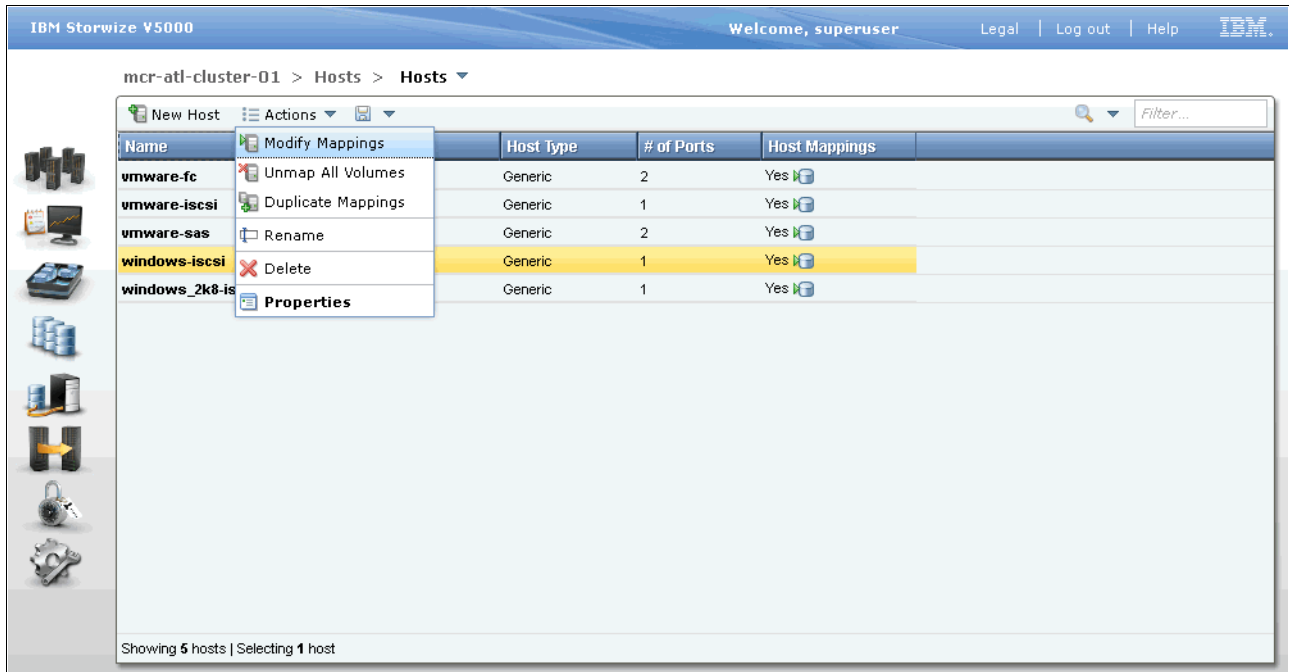 IBM Storwize V5000 Welcome, superuser Legal | Log out | Help IBM.
mcr-atl-cluster-01 > Hosts > Hosts
New Host Actions Filter...
Name Host Type # of Ports Host Mappings
vmware-fc Generic 2 Yes
vmware-iscsi Generic 1 Yes
vmware-sas Generic 2 Yes
windows-iscsi Generic 1 Yes
windows_2k8-is Generic 1 Yes
Modify Mappings
Unmap All Volumes
Duplicate Mappings
Rename
Delete
Properties
Showing 5 hosts | Selecting 1 host